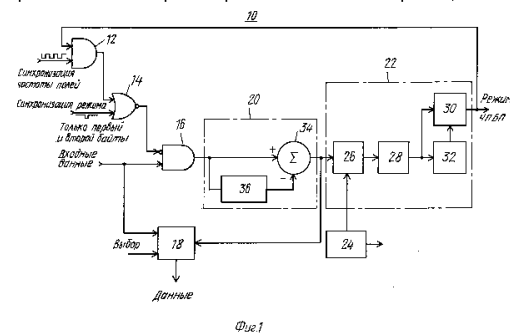 10
12
Синхронизация
частоты полей
14
Синхронизация режима
Только первый
и второй байты
Входные
данные
16
20
34
+
Σ
−
36
22
26
28
30
32
24
Режим
Выбор
18
Данные
Фиг.1